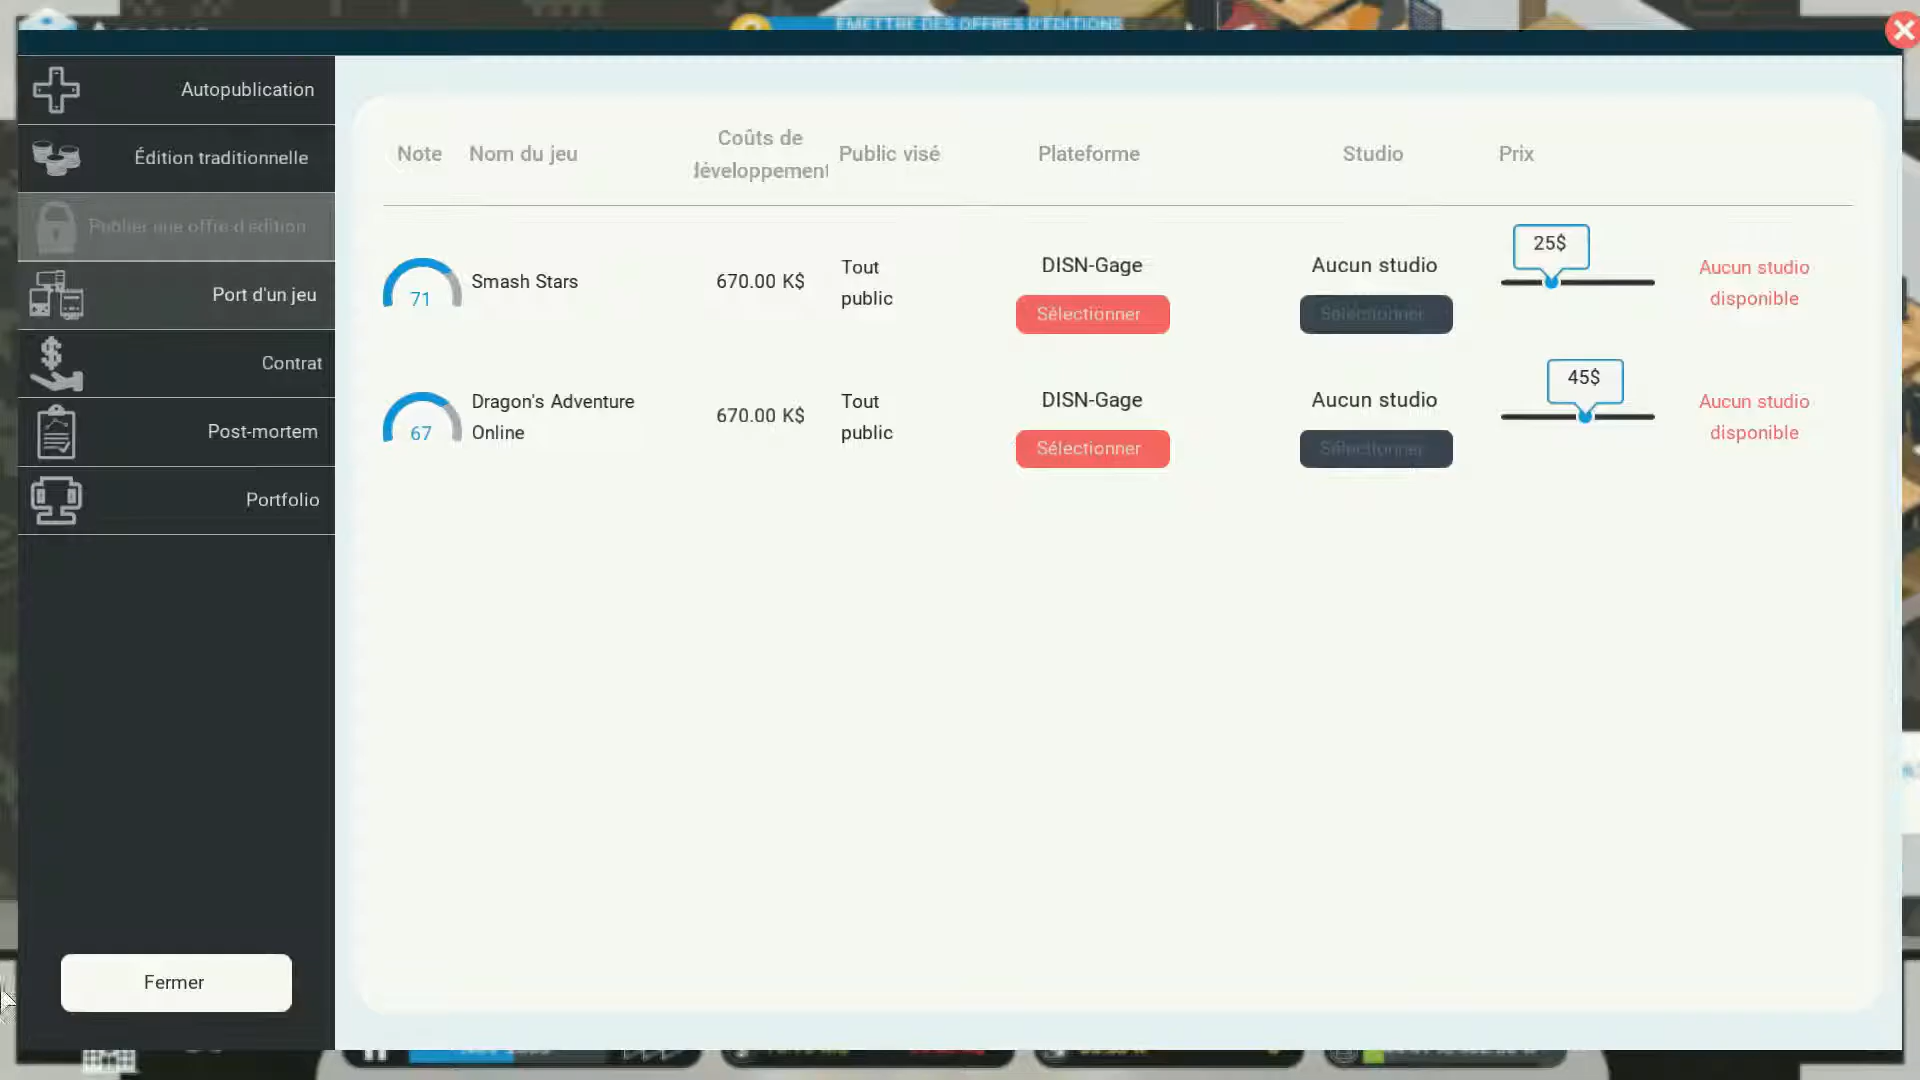 ÉMETTRE DES OFFRES D'ÉDITIONS
Autopublication
Édition traditionnelle
Publier une offre d'édition
Port d'un jeu
Contrat
Post-mortem
Portfolio
Fermer
Note
Nom du jeu
Coûts de
développement
Public visé
Plateforme
Studio
Prix
71
Smash Stars
670.00 K$
Tout
public
DISN-Gage
Sélectionner
Aucun studio
Sélectionner
25$
Aucun studio
disponible
67
Dragon's Adventure
Online
670.00 K$
Tout
public
DISN-Gage
Sélectionner
Aucun studio
Sélectionner
45$
Aucun studio
disponible